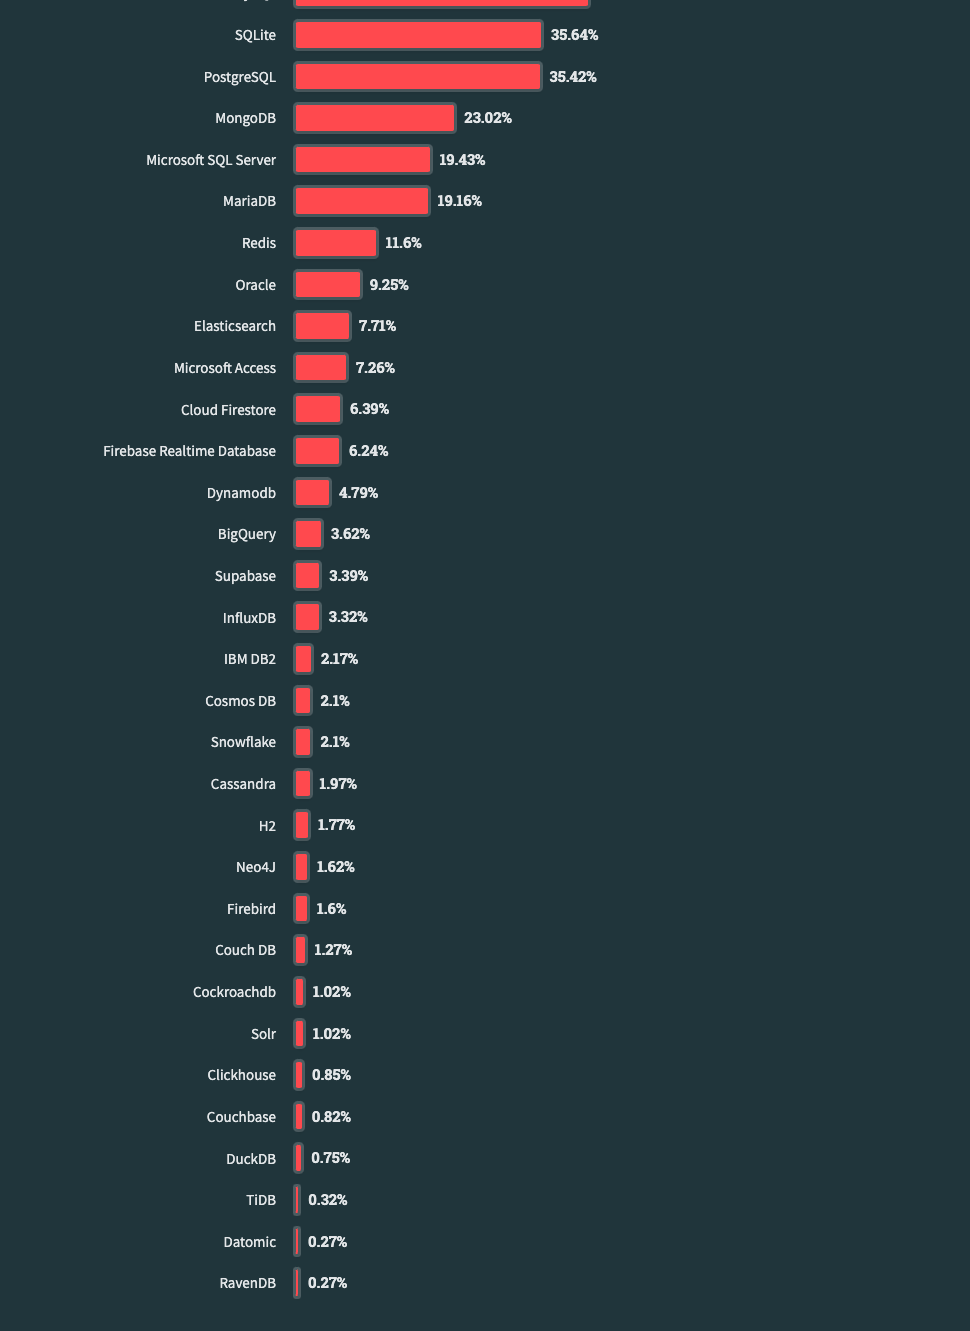 SQLite 35.64%
PostgreSQL 35.42%
MongoDB 23.02%
Microsoft SQL Server 19.43%
MariaDB 19.16%
Redis 11.6%
Oracle 9.25%
Elasticsearch 7.71%
Microsoft Access 7.26%
Cloud Firestore 6.39%
Firebase Realtime Database 6.24%
Dynamodb 4.79%
BigQuery 3.62%
Supabase 3.39%
InfluxDB 3.32%
IBM DB2 2.17%
Cosmos DB 2.1%
Snowflake 2.1%
Cassandra 1.97%
H2 1.77%
Neo4J 1.62%
Firebird 1.6%
Couch DB 1.27%
Cockroachdb 1.02%
Solr 1.02%
Clickhouse 0.85%
Couchbase 0.82%
DuckDB 0.75%
TiDB 0.32%
Datomic 0.27%
RavenDB 0.27%